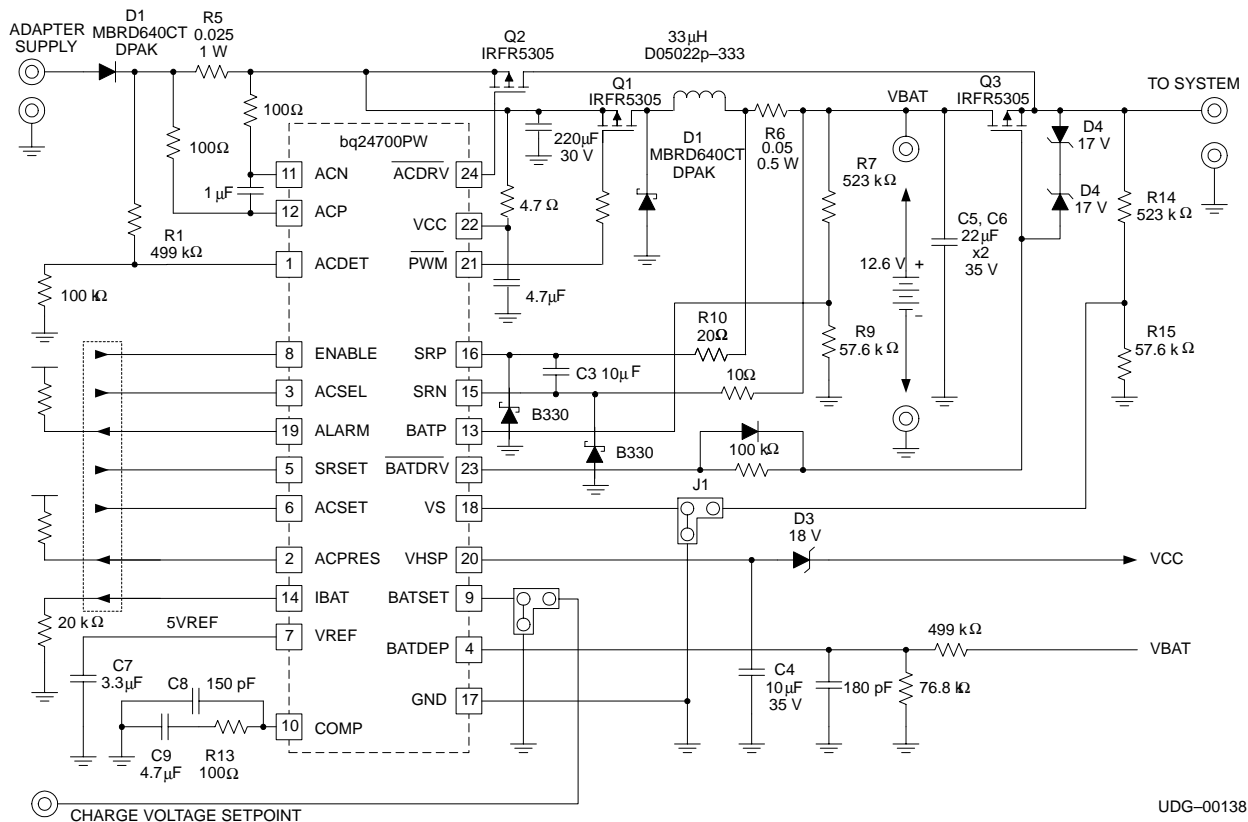 ADAPTER
SUPPLY
D1
MBRD640CT
DPAK
R5
0.025
1 W
Q2
IRFR5305
33µH
D05022p–333
Q1
IRFR5305
Q3
IRFR5305
VBAT
TO SYSTEM
100Ω
100Ω
1 µF
R1
499 kΩ
100 kΩ
bq24700PW
220µF
30 V
4.7 Ω
4.7µF
D1
MBRD640CT
DPAK
R6
0.05
0.5 W
R7
523 kΩ
D4
17 V
D4
17 V
R14
523 kΩ
C5, C6
22µF
x2
35 V
12.6 V
+
–
R9
57.6 kΩ
R15
57.6 kΩ
11 ACN
12 ACP
1 ACDET
8 ENABLE
3 ACSEL
19 ALARM
5 SRSET
6 ACSET
2 ACPRES
14 IBAT
7 VREF
10 COMP
ACDRV 24
VCC 22
PWM 21
SRP 16
SRN 15
BATP 13
BATDRV 23
VS 18
VHSP 20
BATSET 9
BATDEP 4
GND 17
R10
20Ω
C3 10µF
10Ω
B330
B330
100 kΩ
J1
D3
18 V
VCC
499 kΩ
VBAT
C4
10µF
35 V
180 pF
76.8 kΩ
20 kΩ
5VREF
C7
3.3µF
C8
150 pF
C9
4.7µF
R13
100Ω
CHARGE VOLTAGE SETPOINT
UDG–00138